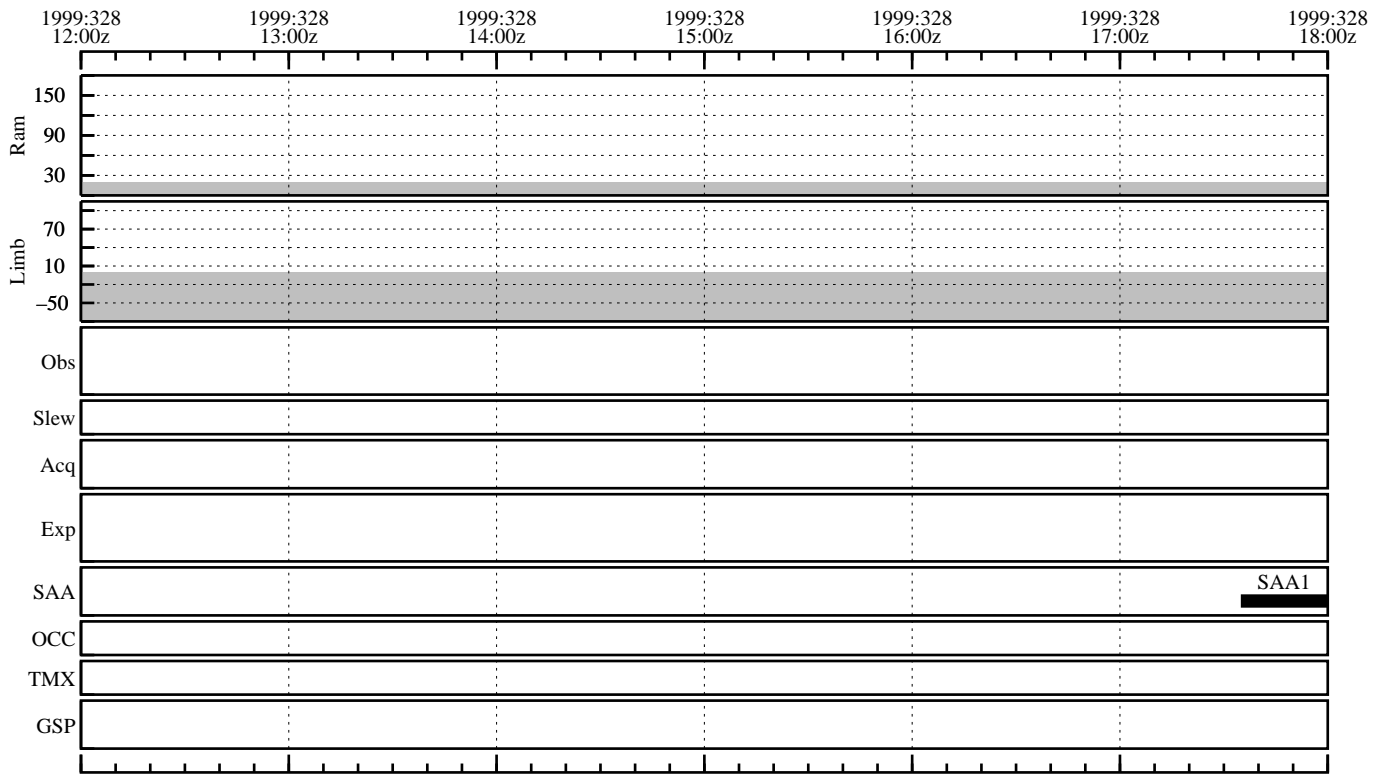 1999:328 1999:328 1999:328 1999:328 1999:328 1999:328 1999:328
12:00z 13:00z 14:00z 15:00z 16:00z 17:00z 18:00z
150
90
30
Ram
70
10
–50
Limb
Obs
Slew
Acq
Exp
SAA
SAA1
OCC
TMX
GSP